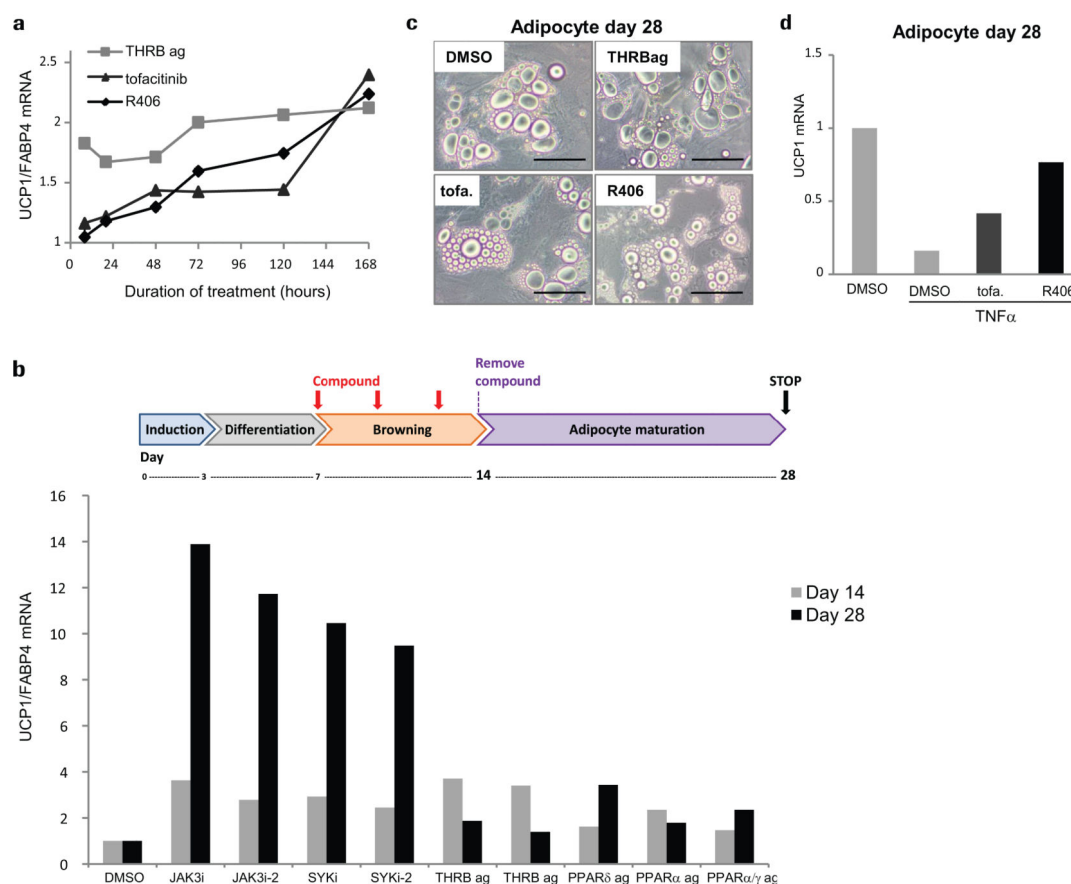 a
THRB ag
tofacitinib
R406
UCP1/FABP4 mRNA
2.5
2
1.5
1
0 24 48 72 96 120 144 168
Duration of treatment (hours)
c
Adipocyte day 28
DMSO
THRBag
tofa.
R406
d
Adipocyte day 28
UCP1 mRNA
1.5
1
0.5
0
DMSO DMSO tofa. R406
TNFα
b
Compound
Remove
compound
STOP
Induction Differentiation Browning Adipocyte maturation
Day
0 3 7 14 28
UCP1/FABP4 mRNA
16
14
12
10
8
6
4
2
0
DMSO JAK3i JAK3i-2 SYKi SYKi-2 THRB ag THRB ag PPARδ ag PPARα ag PPARα/γ ag
Day 14
Day 28